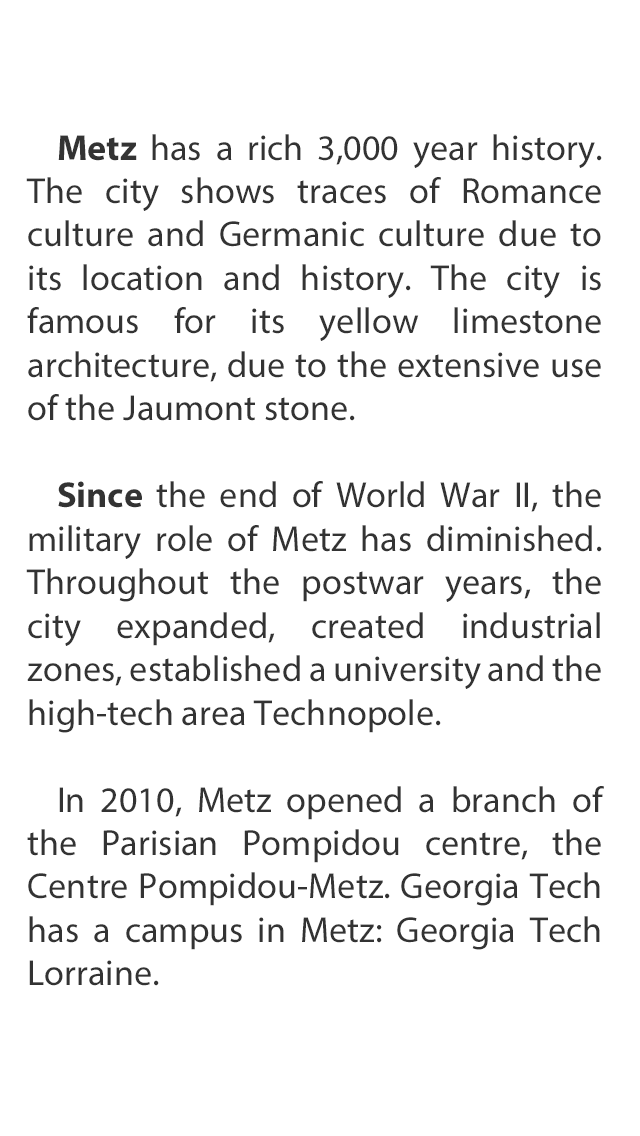 Metz has a rich 3,000 year history.
The city shows traces of Romance
culture and Germanic culture due to
its location and history. The city is
famous for its yellow limestone
architecture, due to the extensive use
of the Jaumont stone.
Since the end of World War II, the
military role of Metz has diminished.
Throughout the postwar years, the
city expanded, created industrial
zones, established a university and the
high-tech area Technopole.
In 2010, Metz opened a branch of
the Parisian Pompidou centre, the
Centre Pompidou-Metz. Georgia Tech
has a campus in Metz: Georgia Tech
Lorraine.